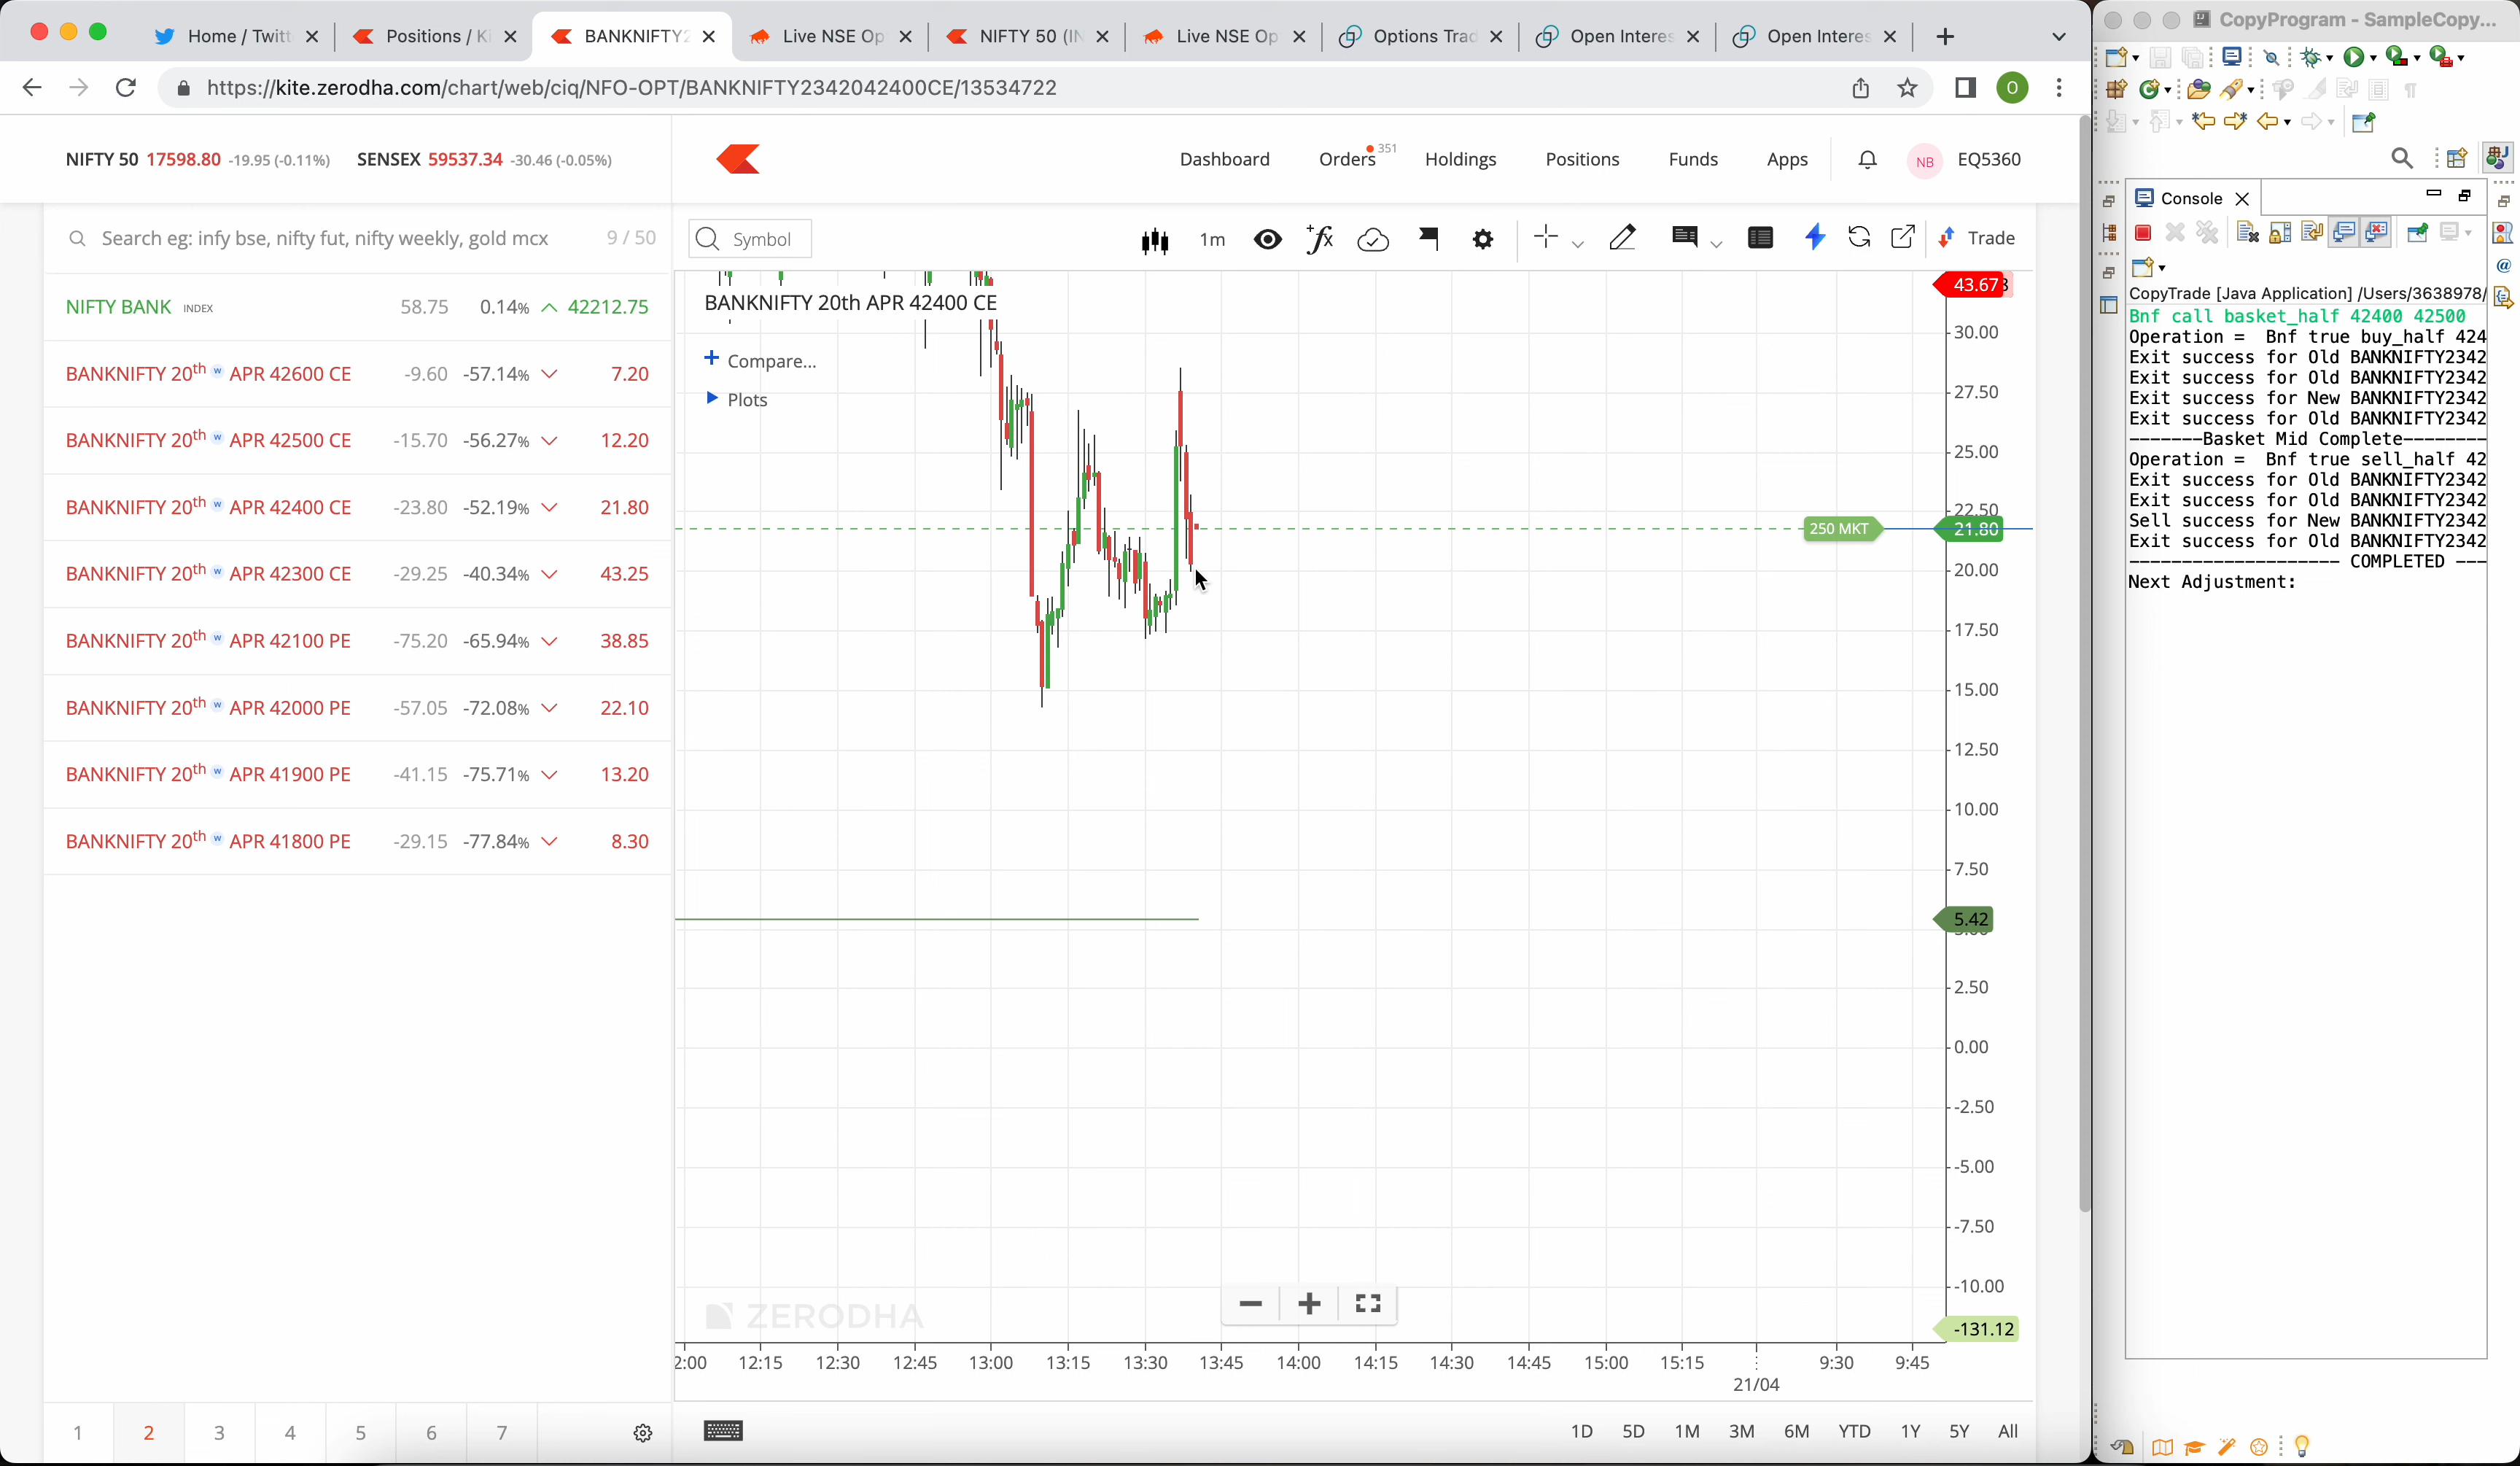 Home / Twitt
Positions / Ki
BANKNIFTY2
Live NSE Op
NIFTY 50 (IN
Live NSE Op
Options Trad
Open Interes
Open Interes
https://kite.zerodha.com/chart/web/ciq/NFO-OPT/BANKNIFTY2342042400CE/13534722
O
NIFTY 50 17598.80 -19.95 (-0.11%) SENSEX 59537.34 -30.46 (-0.05%)
Dashboard Orders 351 Holdings Positions Funds Apps NB EQ5360
Search eg: infy bse, nifty fut, nifty weekly, gold mcx 9 / 50
NIFTY BANK INDEX 58.75 0.14% 42212.75
BANKNIFTY 20th w APR 42600 CE -9.60 -57.14% 7.20
BANKNIFTY 20th w APR 42500 CE -15.70 -56.27% 12.20
BANKNIFTY 20th w APR 42400 CE -23.80 -52.19% 21.80
BANKNIFTY 20th w APR 42300 CE -29.25 -40.34% 43.25
BANKNIFTY 20th w APR 42100 PE -75.20 -65.94% 38.85
BANKNIFTY 20th w APR 42000 PE -57.05 -72.08% 22.10
BANKNIFTY 20th w APR 41900 PE -41.15 -75.71% 13.20
BANKNIFTY 20th w APR 41800 PE -29.15 -77.84% 8.30
1 2 3 4 5 6 7
Symbol 1m Trade
BANKNIFTY 20th APR 42400 CE
Compare...
Plots
43.67
30.00
27.50
25.00
22.50
250 MKT 21.80
20.00
17.50
15.00
12.50
10.00
7.50
5.42
2.50
0.00
-2.50
-5.00
-7.50
-10.00
-131.12
ZERODHA
2:00 12:15 12:30 12:45 13:00 13:15 13:30 13:45 14:00 14:15 14:30 14:45 15:00 15:15 9:30 9:45
21/04
1D 5D 1M 3M 6M YTD 1Y 5Y All
CopyProgram - SampleCopy...
Console
CopyTrade [Java Application] /Users/3638978/
Bnf call basket_half 42400 42500
Operation =  Bnf true buy_half 424
Exit success for Old BANKNIFTY2342
Exit success for Old BANKNIFTY2342
Exit success for New BANKNIFTY2342
Exit success for Old BANKNIFTY2342
-------Basket Mid Complete--------
Operation =  Bnf true sell_half 42
Exit success for Old BANKNIFTY2342
Exit success for Old BANKNIFTY2342
Sell success for New BANKNIFTY2342
Exit success for Old BANKNIFTY2342
-------------------- COMPLETED ---
Next Adjustment: